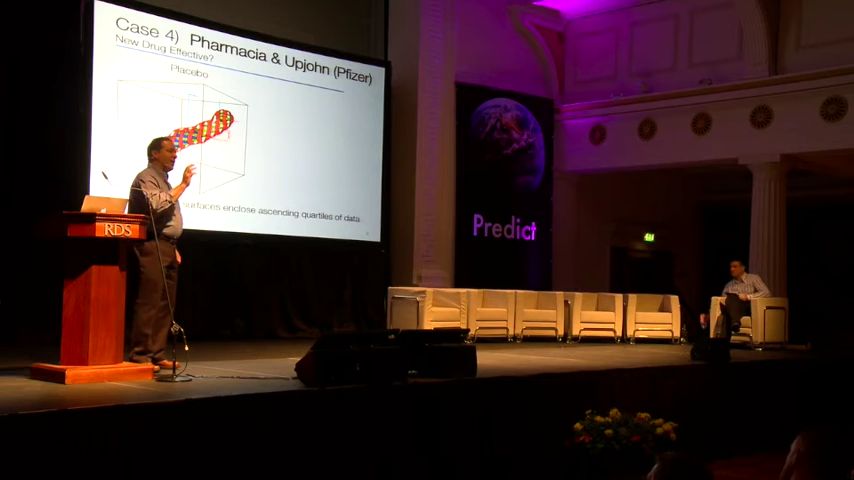 Case 4) Pharmacia & Upjohn (Pfizer)
New Drug Effective?
Placebo
surfaces enclose ascending quartiles of data
RDS
Predict